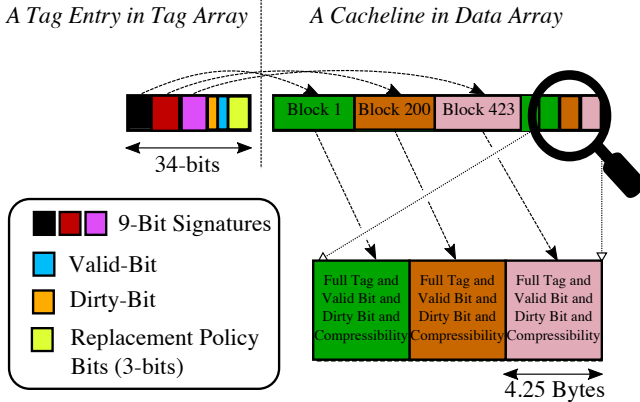 A Tag Entry in Tag Array
A Cacheline in Data Array
Block 1
Block 200
Block 423
34-bits
9-Bit Signatures
Valid-Bit
Dirty-Bit
Replacement Policy
Bits (3-bits)
Full Tag and
Valid Bit and
Dirty Bit and
Compressibility
Full Tag and
Valid Bit and
Dirty Bit and
Compressibility
Full Tag and
Valid Bit and
Dirty Bit and
Compressibility
4.25 Bytes